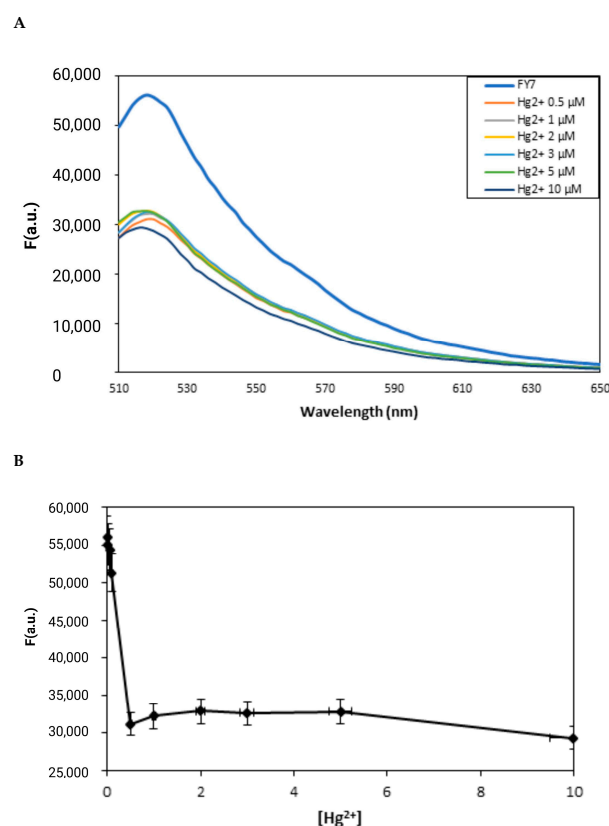 A
60,000
50,000
40,000
30,000
20,000
10,000
0
F(a.u.)
FY7
Hg2+ 0.5 μM
Hg2+ 1 μM
Hg2+ 2 μM
Hg2+ 3 μM
Hg2+ 5 μM
Hg2+ 10 μM
510 530 550 570 590 610 630 650
Wavelength (nm)
B
60,000
55,000
50,000
45,000
40,000
35,000
30,000
25,000
F(a.u.)
0 2 4 6 8 10
[Hg²⁺]